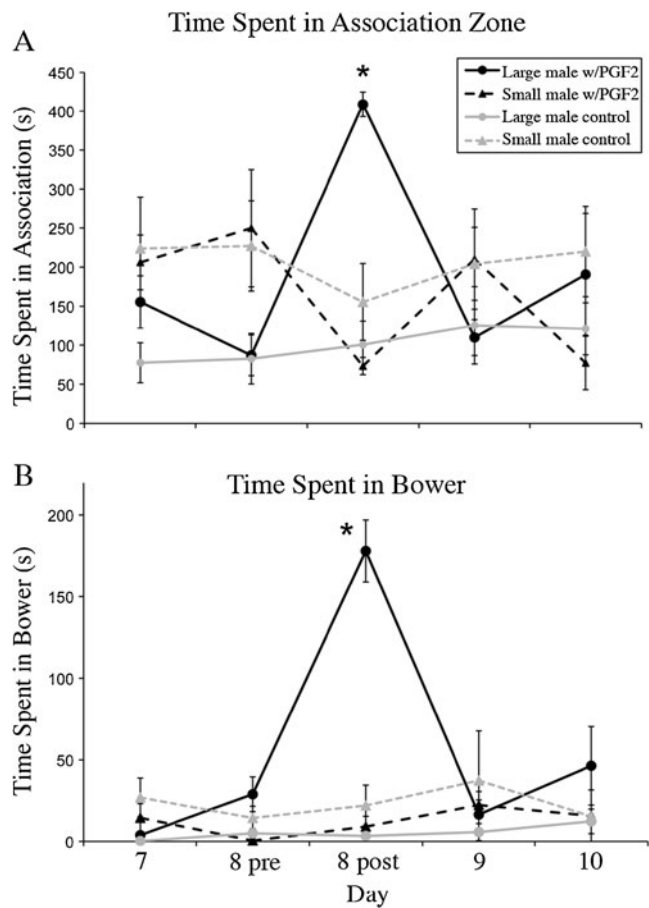 A
Time Spent in Association Zone
Time Spent in Association (s)
450
400
350
300
250
200
150
100
50
0
*
Large male w/PGF2
Small male w/PGF2
Large male control
Small male control
B
Time Spent in Bower
Time Spent in Bower (s)
200
150
100
50
0
*
7 8 pre 8 post 9 10
Day